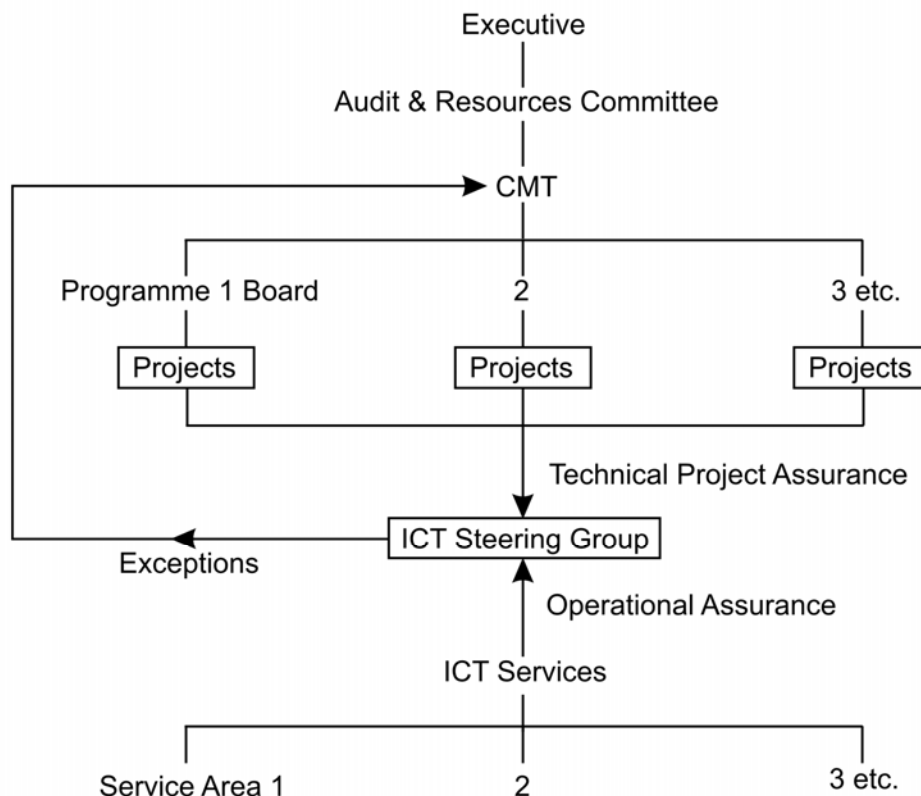 Executive
Audit & Resources Committee
CMT
Programme 1 Board
2
3 etc.
Projects
Projects
Projects
Technical Project Assurance
ICT Steering Group
Exceptions
Operational Assurance
ICT Services
Service Area 1
2
3 etc.